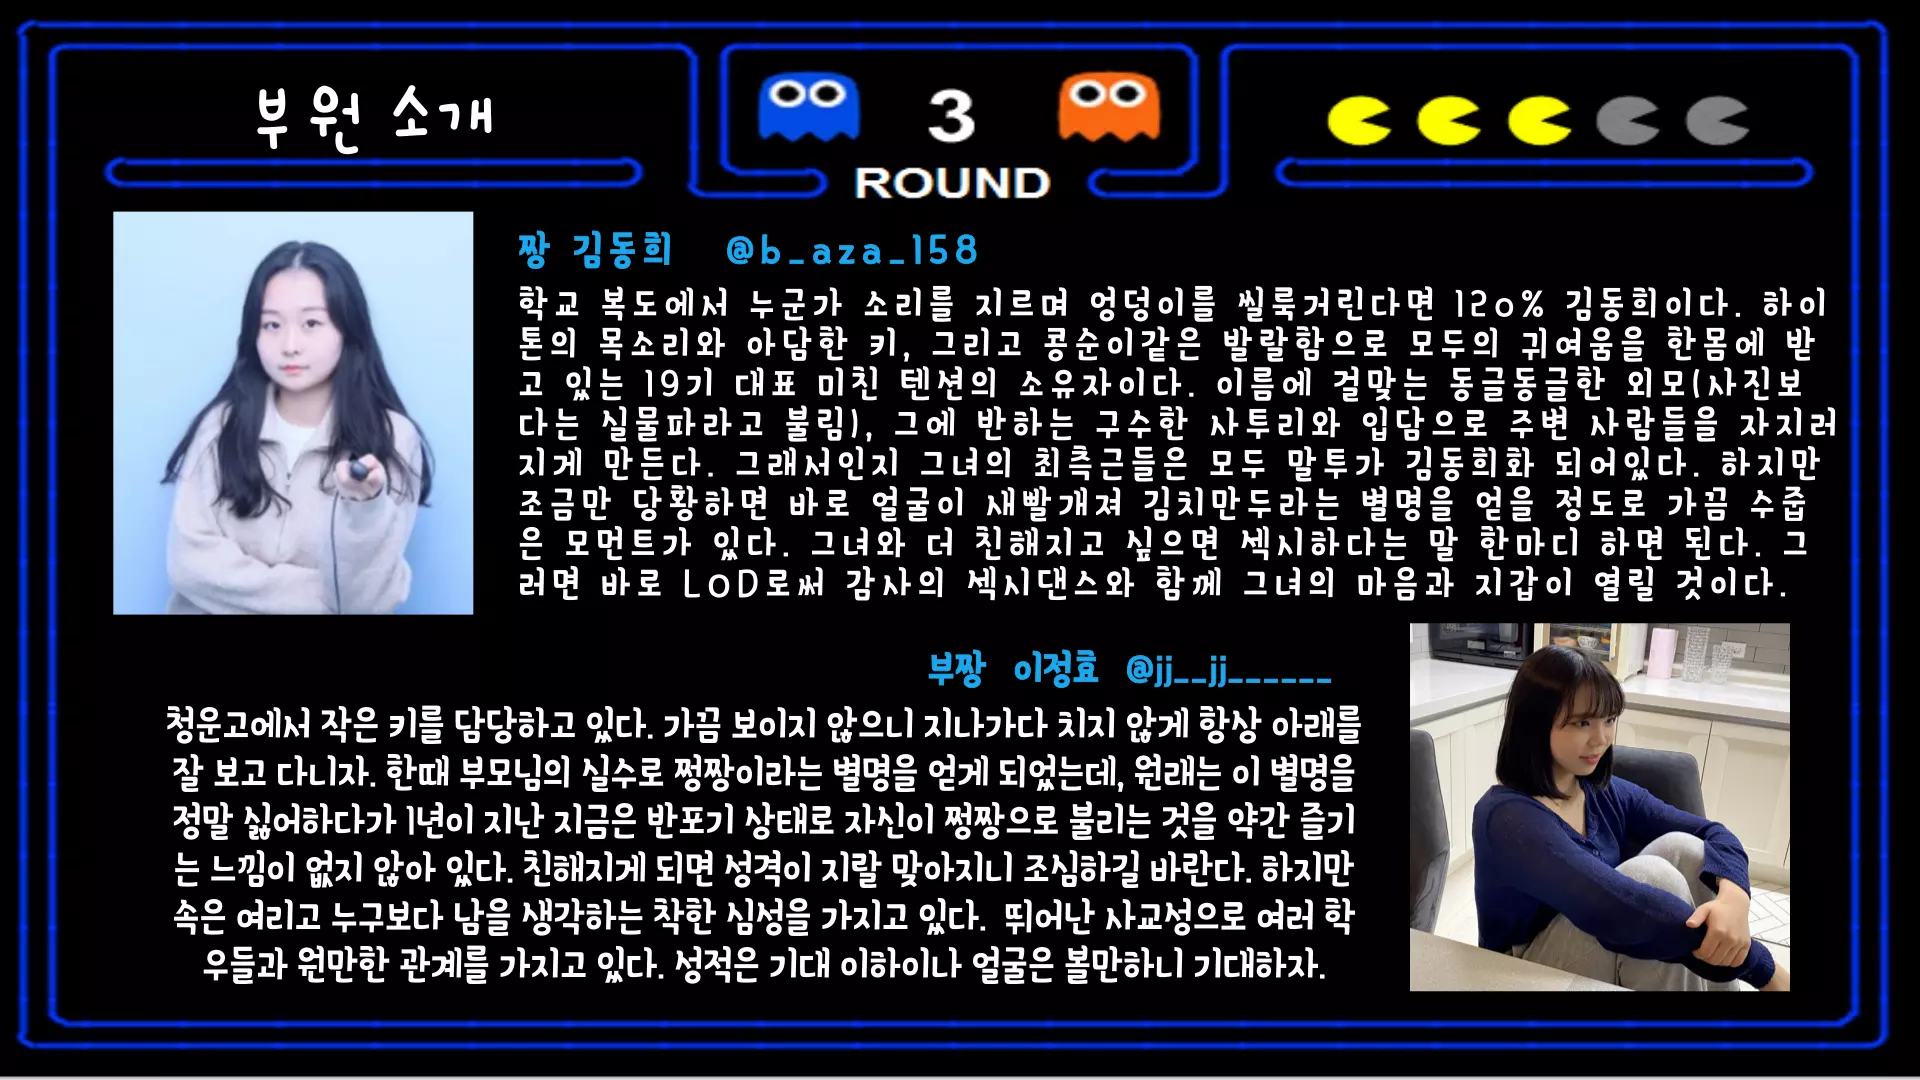 부원 소개
3
ROUND
짱 김동희 @b_aza_158
학교 복도에서 누군가 소리를 지르며 엉덩이를 씰룩거린다면 120% 김동희이다. 하이
톤의 목소리와 아담한 키, 그리고 콩순이같은 발랄함으로 모두의 귀여움을 한몸에 받
고 있는 19기 대표 미친 텐션의 소유자이다. 이름에 걸맞는 동글동글한 외모(사진보
다는 실물파라고 불림), 그에 반하는 구수한 사투리와 입담으로 주변 사람들을 자지러
지게 만든다. 그래서인지 그녀의 최측근들은 모두 말투가 김동희화 되어있다. 하지만
조금만 당황하면 바로 얼굴이 새빨개져 김치만두라는 별명을 얻을 정도로 가끔 수줍
은 모먼트가 있다. 그녀와 더 친해지고 싶으면 섹시하다는 말 한마디 하면 된다. 그
러면 바로 LoD로써 감사의 섹시댄스와 함께 그녀의 마음과 지갑이 열릴 것이다.
부짱 이정효 @jj__jj______
청운고에서 작은 키를 담당하고 있다. 가끔 보이지 않으니 지나가다 치지 않게 항상 아래를
잘 보고 다니자. 한때 부모님의 실수로 쩡짱이라는 별명을 얻게 되었는데, 원래는 이 별명을
정말 싫어하다가 1년이 지난 지금은 반포기 상태로 자신이 쩡짱으로 불리는 것을 약간 즐기
는 느낌이 없지 않아 있다. 친해지게 되면 성격이 지랄 맞아지니 조심하길 바란다. 하지만
속은 여리고 누구보다 남을 생각하는 착한 심성을 가지고 있다. 뛰어난 사교성으로 여러 학
우들과 원만한 관계를 가지고 있다. 성적은 기대 이하이나 얼굴은 볼만하니 기대하자.